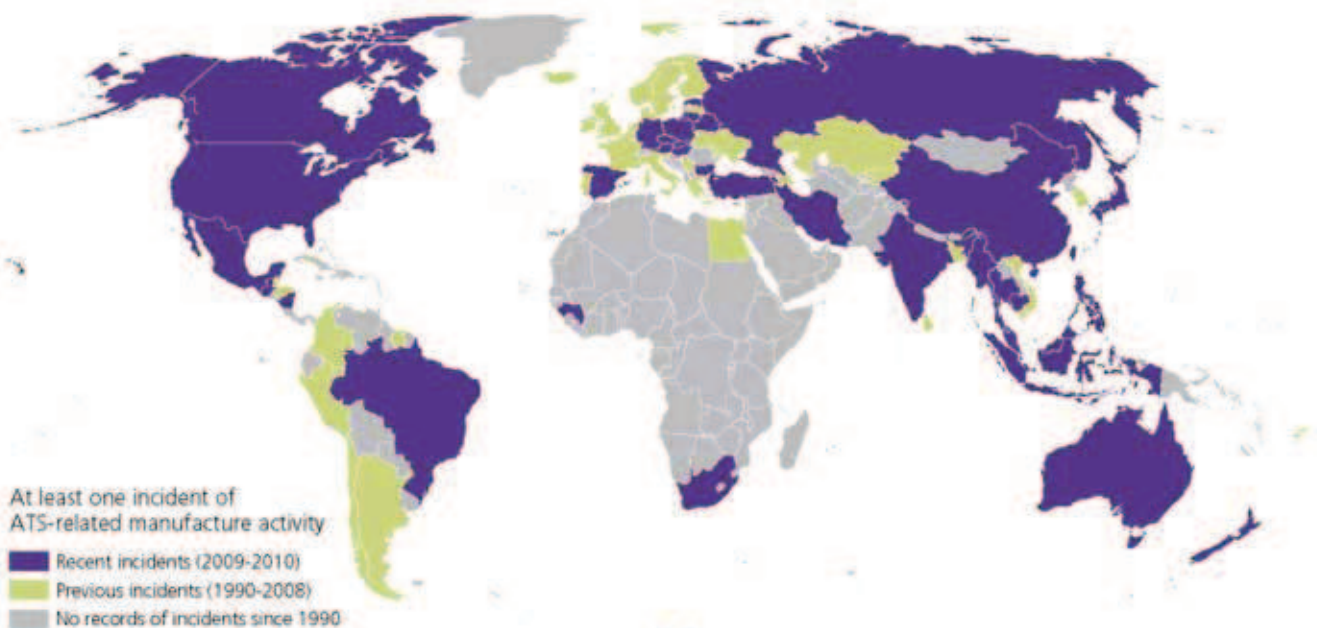 At least one incident of
ATS-related manufacture activity
Recent incidents (2009-2010)
Previous incidents (1990-2008)
No records of incidents since 1990